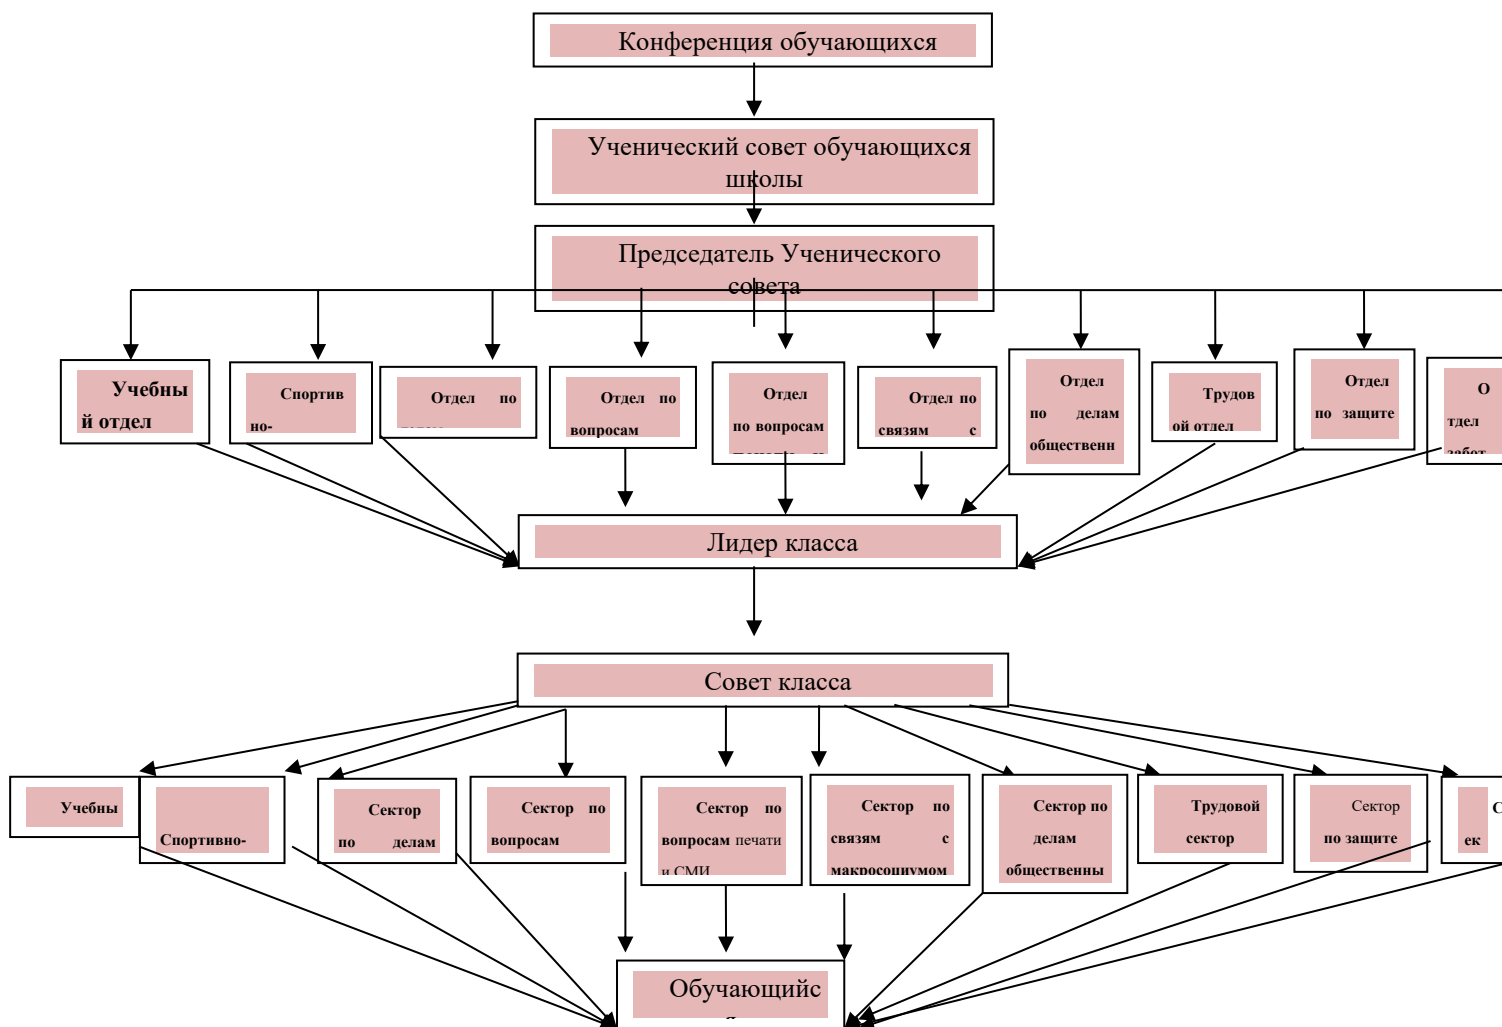 Конференция обучающихся
Ученический совет обучающихся
школы
Председатель Ученического
совета
Учебны
й отдел
Спортив
но-
Отдел по
Отдел по
вопросам
Отдел
по вопросам
Отдел по
связям с
Отдел
по делам
общественн
Трудов
ой отдел
Отдел
по защите
О
тдел
забот
Лидер класса
Совет класса
Учебны
Спортивно-
Сектор
по делам
Сектор по
вопросам
Сектор по
вопросам печати
и СМИ
Сектор по
связям с
макросоциумом
Сектор по
делам
общественны
Трудовой
сектор
Сектор
по защите
С
ек
Обучающийс
я